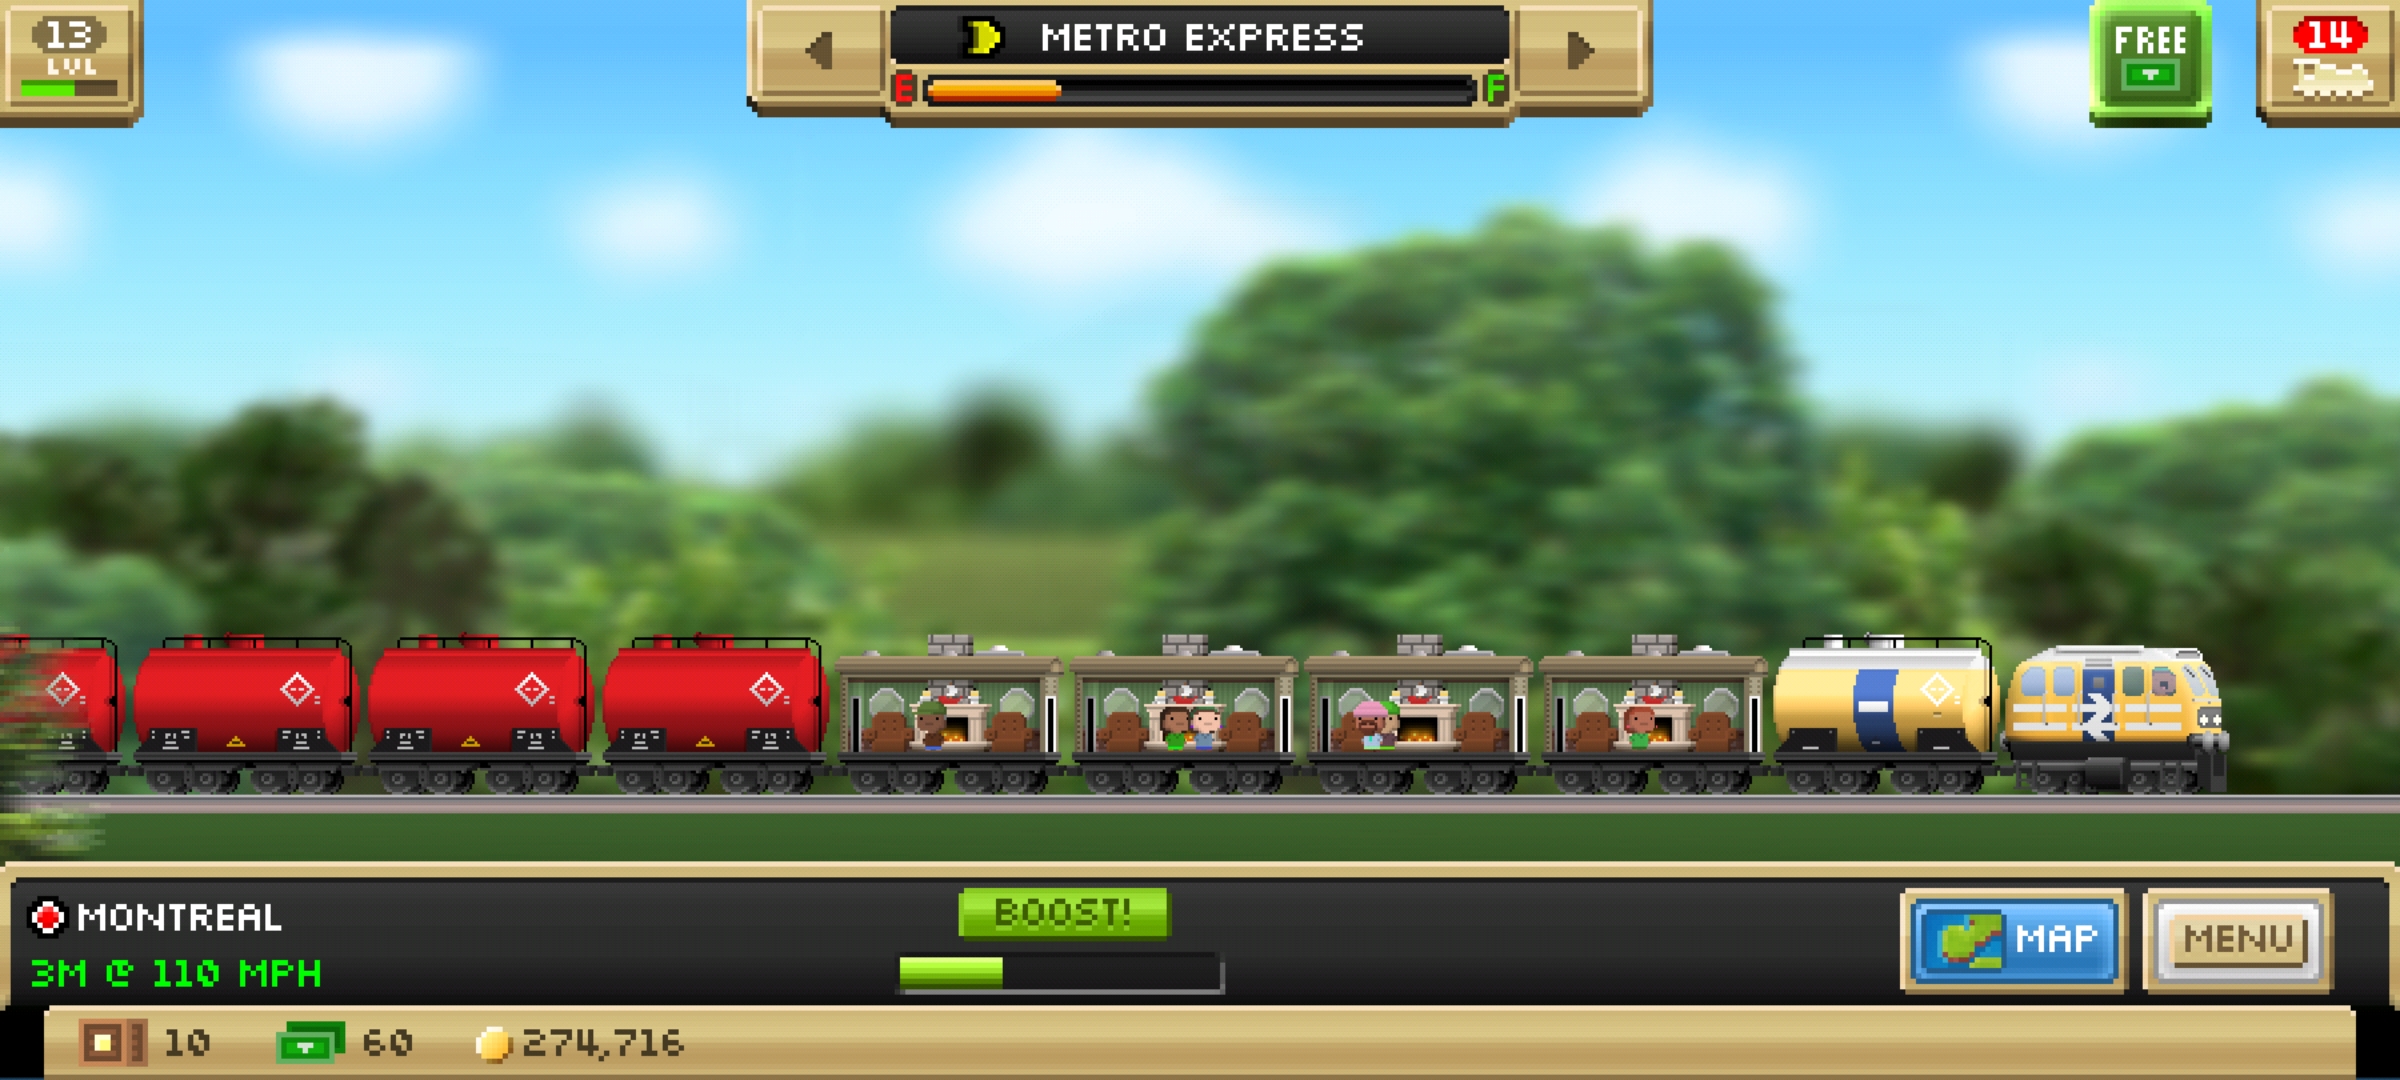 13
LVL
METRO EXPRESS
E F
FREE
14
MONTREAL
3M @ 110 MPH
BOOST!
MAP
MENU
10 60 274,716